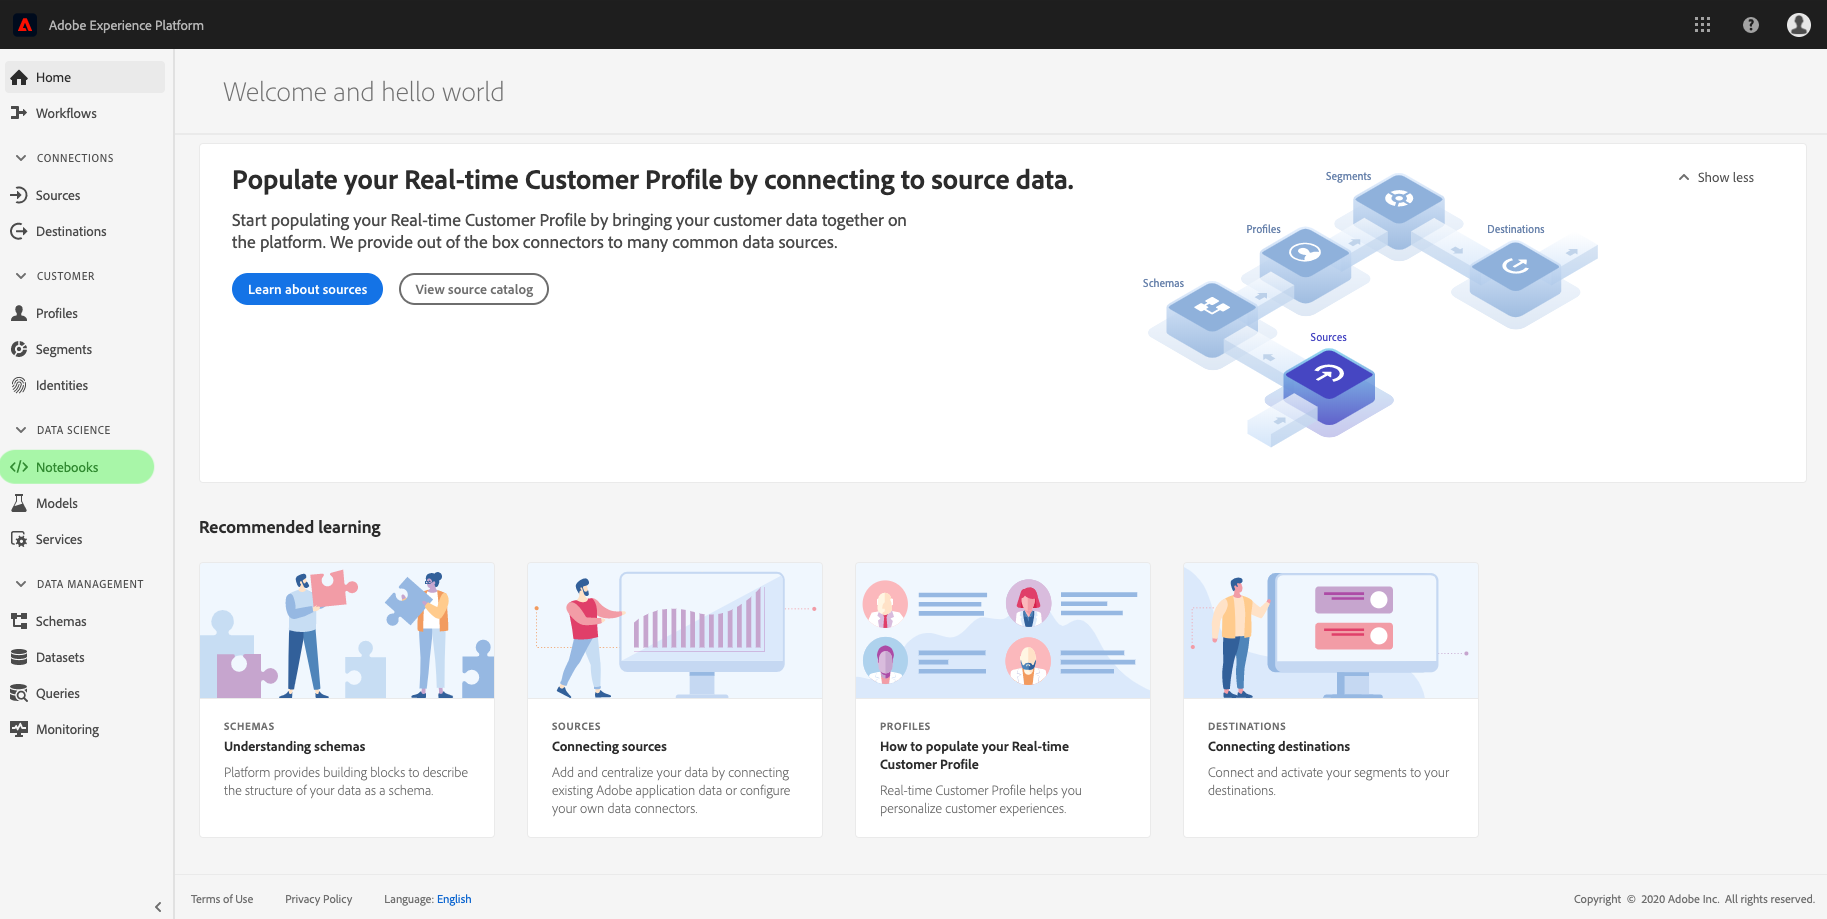 Adobe Experience Platform
Home
Workflows
CONNECTIONS
Sources
Destinations
CUSTOMER
Profiles
Segments
Identities
DATA SCIENCE
Notebooks
Models
Services
DATA MANAGEMENT
Schemas
Datasets
Queries
Monitoring
Welcome and hello world
Populate your Real-time Customer Profile by connecting to source data.
Start populating your Real-time Customer Profile by bringing your customer data together on
the platform. We provide out of the box connectors to many common data sources.
Learn about sources
View source catalog
Show less
Segments
Profiles
Destinations
Schemas
Sources
Recommended learning
SCHEMAS
Understanding schemas
Platform provides building blocks to describe
the structure of your data as a schema.
SOURCES
Connecting sources
Add and centralize your data by connecting
existing Adobe application data or configure
your own data connectors.
PROFILES
How to populate your Real-time
Customer Profile
Real-time Customer Profile helps you
personalize customer experiences.
DESTINATIONS
Connecting destinations
Connect and activate your segments to your
destinations.
Terms of Use
Privacy Policy
Language: English
Copyright © 2020 Adobe Inc. All rights reserved.